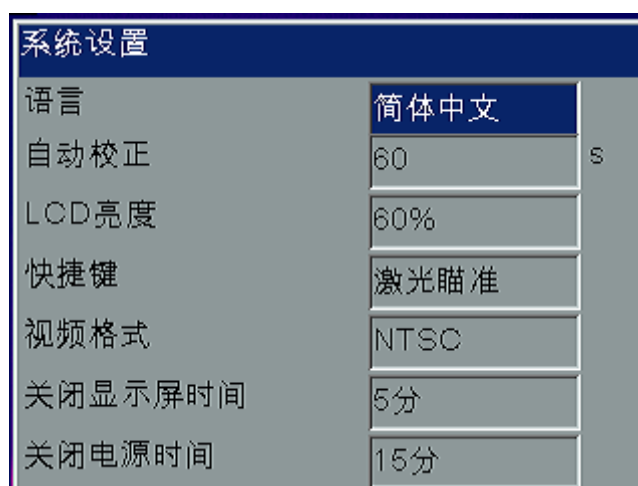 系统设置
语言 简体中文
自动校正 60 s
LCD亮度 60%
快捷键 激光瞄准
视频格式 NTSC
关闭显示屏时间 5分
关闭电源时间 15分